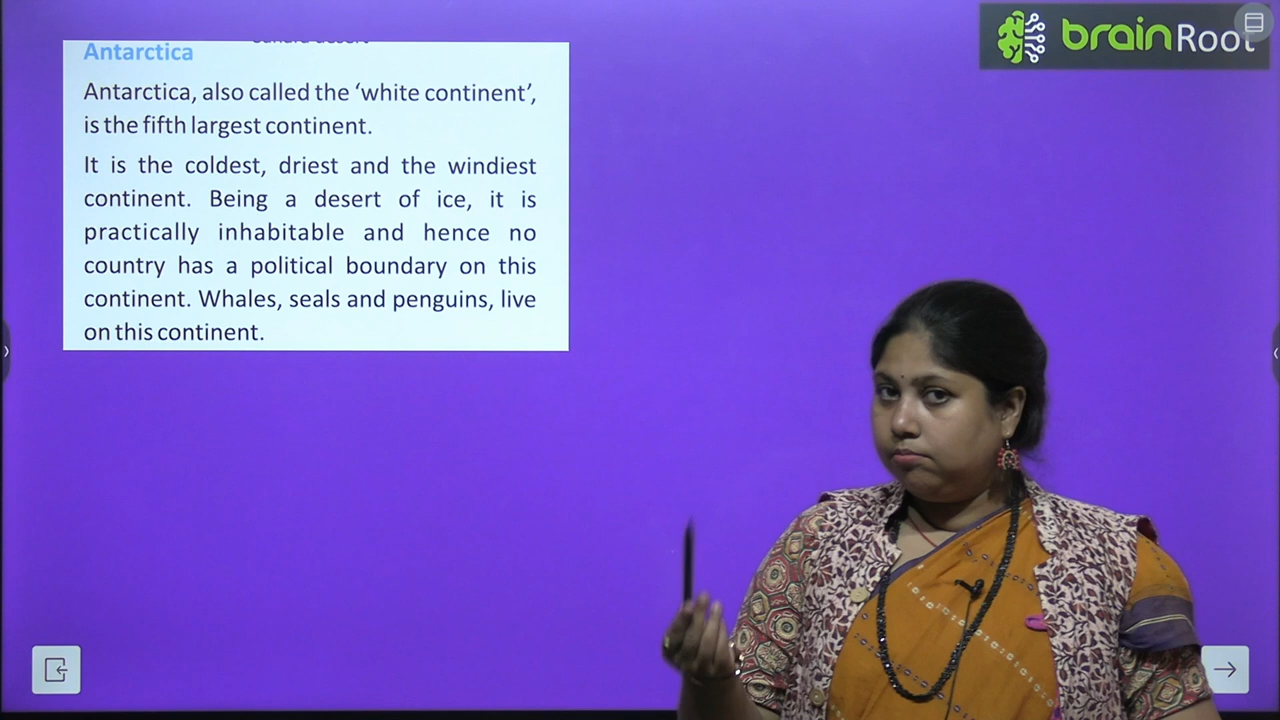 Antarctica
Antarctica, also called the ‘white continent’,
is the fifth largest continent.
It is the coldest, driest and the windiest
continent. Being a desert of ice, it is
practically inhabitable and hence no
country has a political boundary on this
continent. Whales, seals and penguins, live
on this continent.
brainRoot